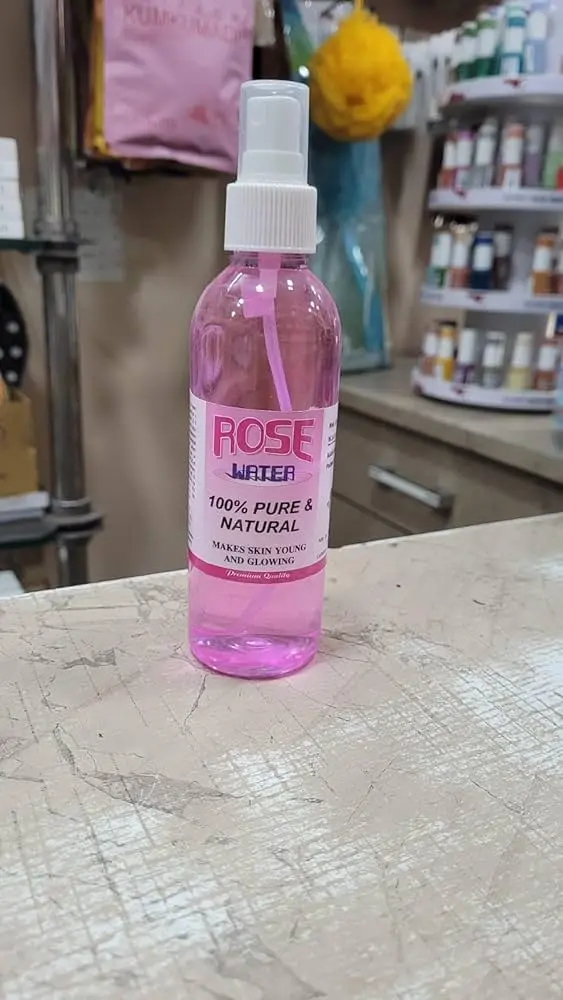 ROSE
WATER
100% PURE &
NATURAL
MAKES SKIN YOUNG
AND GLOWING
Premium Quality